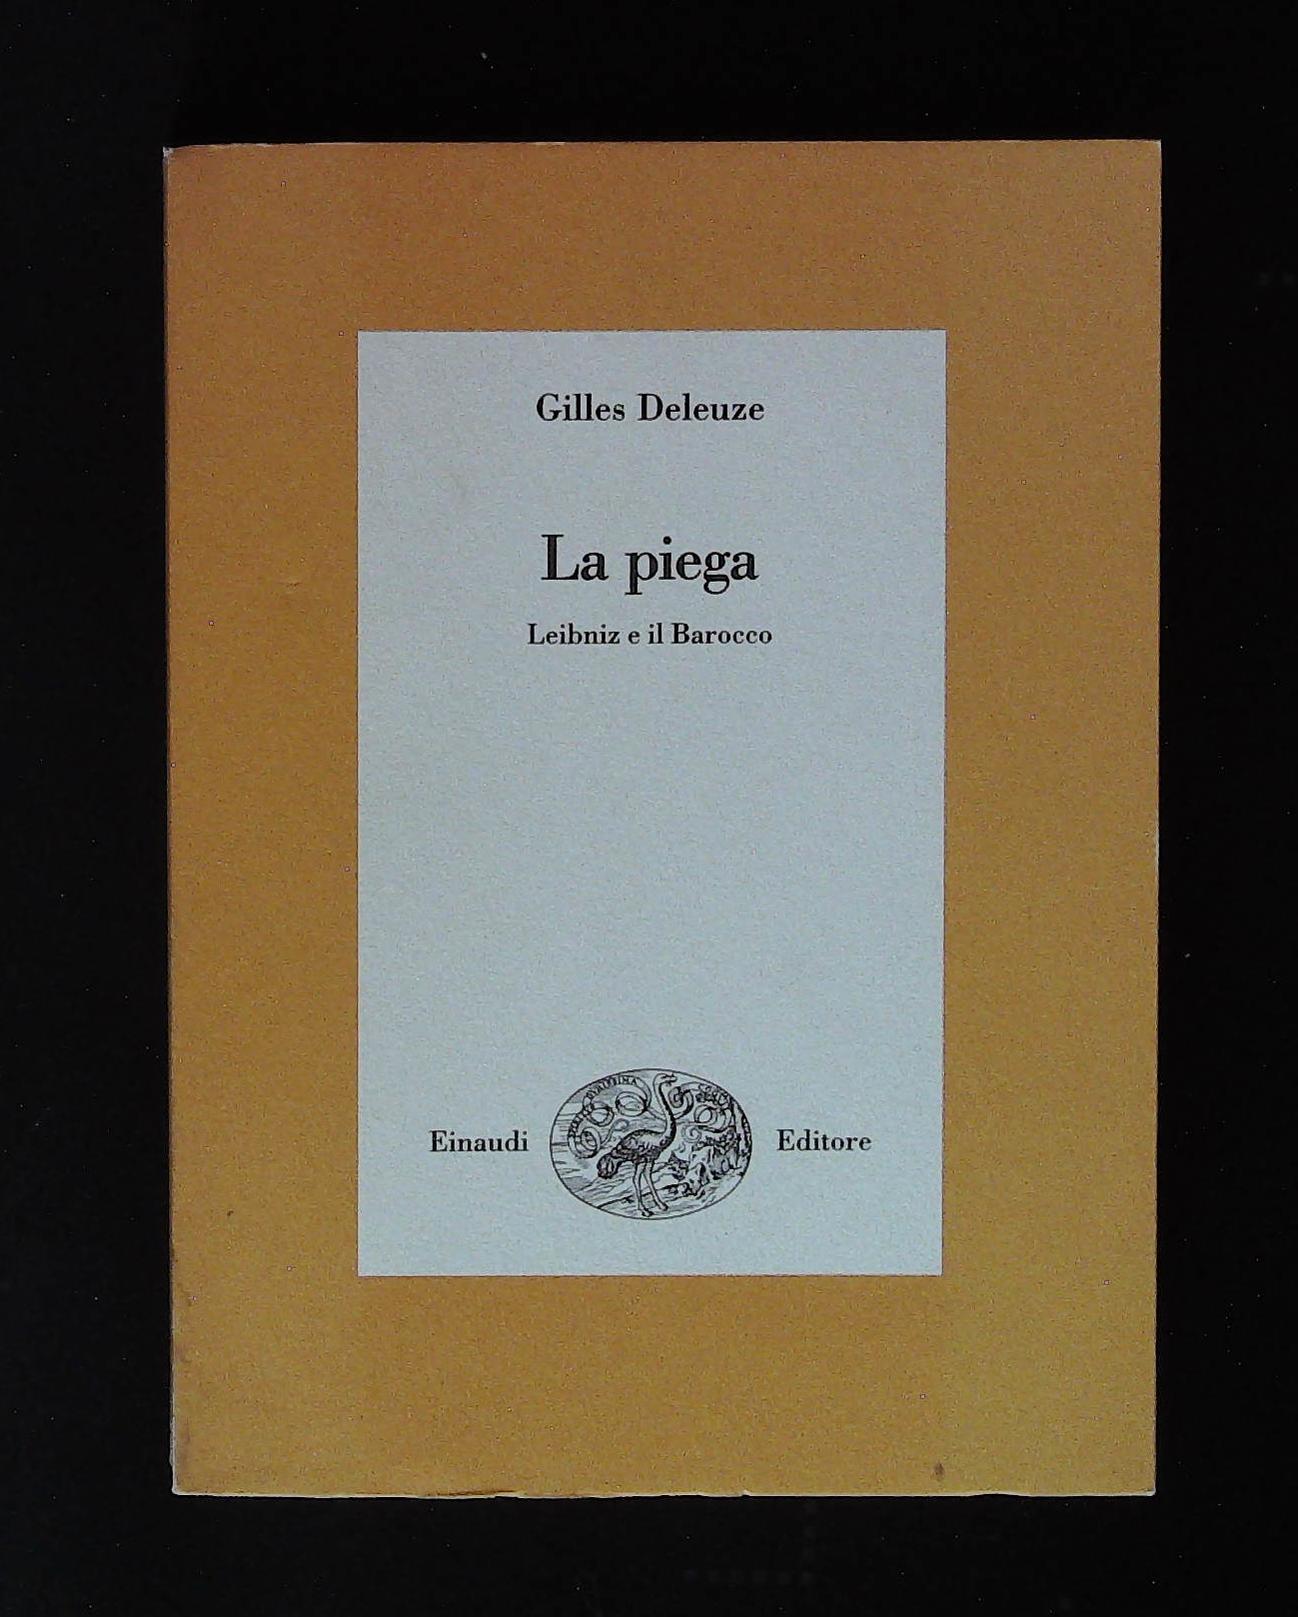 Gilles Deleuze
La piega
Leibniz e il Barocco
Einaudi
Editore